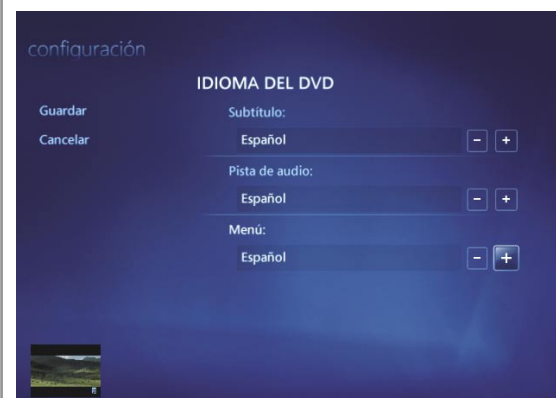 configuración
IDIOMA DEL DVD
Guardar
Cancelar
Subtítulo:
Español
- +
Pista de audio:
Español
- +
Menú:
Español
- +